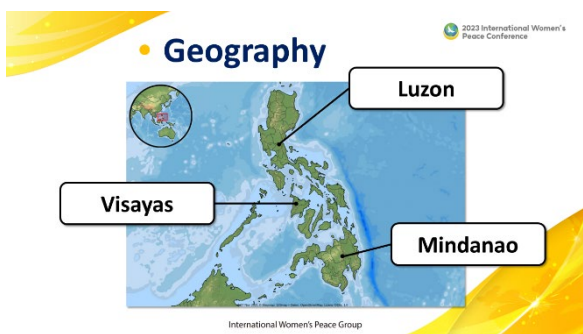 2023 International Women's
Peace Conference
• Geography
Luzon
Visayas
Mindanao
International Women's Peace Group